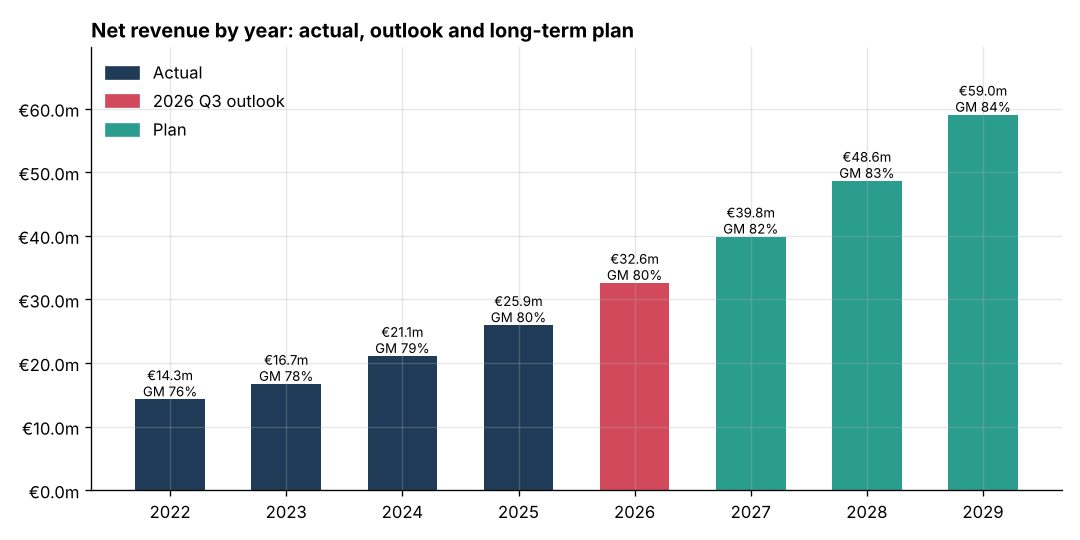 Net revenue by year: actual, outlook and long-term plan
Actual
2026 Q3 outlook
Plan
€60.0m
€50.0m
€40.0m
€30.0m
€20.0m
€10.0m
€0.0m
€14.3m
GM 76%
€16.7m
GM 78%
€21.1m
GM 79%
€25.9m
GM 80%
€32.6m
GM 80%
€39.8m
GM 82%
€48.6m
GM 83%
€59.0m
GM 84%
2022
2023
2024
2025
2026
2027
2028
2029